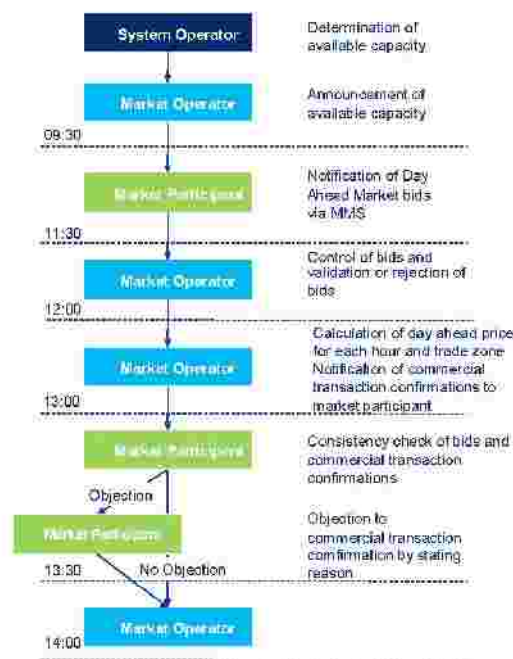 System Operator
Determination of
available capacity
Market Operator
Announcement of
available capacity
09:30
Market Participant
Notification of Day
Ahead Market bids
via MMS
11:30
Market Operator
Control of bids and
validation or rejection of
bids
12:00
Calculation of day ahead price
for each hour and trade zone
Market Operator
Notification of commercial
transaction confirmations to
market participant
13:00
Market Participant
Consistency check of bids and
commercial transaction
confirmations
Objection
Market Participant
Objection to
commercial transaction
comfirmation by stating
reason
13:30
No Objection
Market Operator
14:00